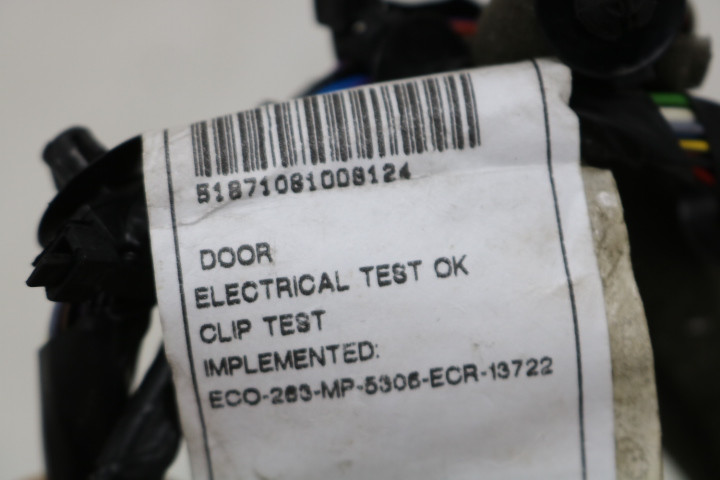 51871081008124
DOOR
ELECTRICAL TEST OK
CLIP TEST
IMPLEMENTED:
ECO-263-MP-5306-ECR-13722